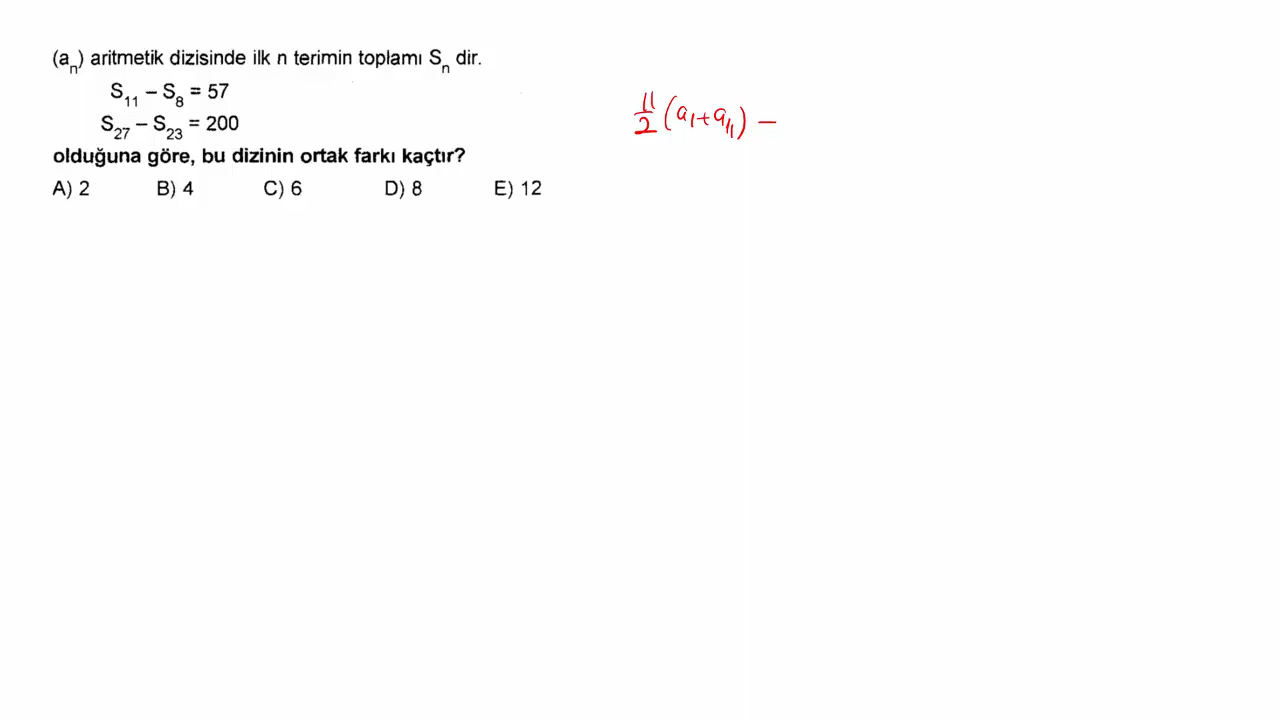 (aₙ) aritmetik dizisinde ilk n terimin toplamı Sₙ dir.
S₁₁ – S₈ = 57
S₂₇ – S₂₃ = 200
olduğuna göre, bu dizinin ortak farkı kaçtır?
A) 2 B) 4 C) 6 D) 8 E) 12
11/2 (a₁+a₁₁) –